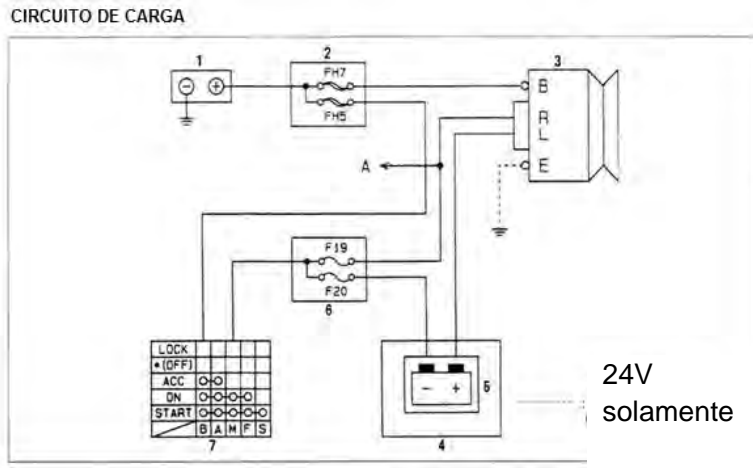 CIRCUITO DE CARGA
1
2
3
FH7
FH5
B
R
L
E
A
F19
F20
6
LOCK
*(OFF)
ACC
ON
START
B A M F S
7
5
4
24V
solamente